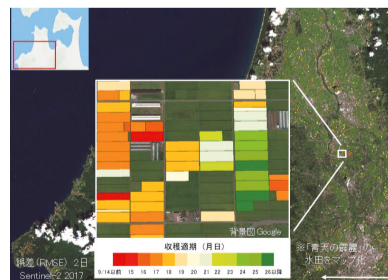 背景図 Google
収穫適期（月日）
9/14以前 15 16 17 18 19 20 21 22 23 24 25 26以降
誤差(RMSE) 2日
Sentinel-2 2017
※「青天の霹靂」の
水田をマップ化